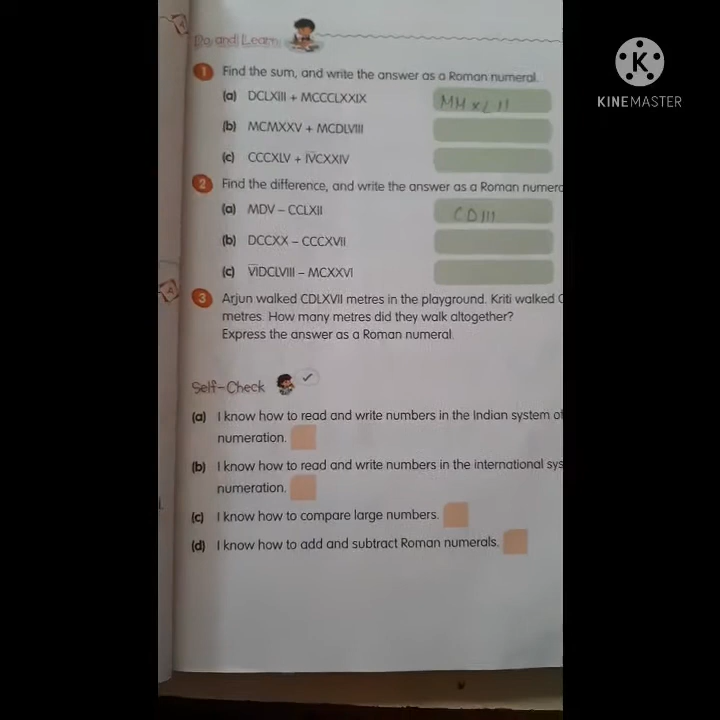 Do and Learn
1 Find the sum, and write the answer as a Roman numeral.
(a) DCLXIII + MCCCLXXIX MMXLII
(b) MCMXXV + MCDLVIII
(c) CCCXLV + I̅V̅CXXIV
2 Find the difference, and write the answer as a Roman numera
(a) MDV – CCLXII CDIII
(b) DCCXX – CCCXVII
(c) V̅I̅DCLVIII – MCXXVI
3 Arjun walked CDLXVII metres in the playground. Kriti walked
metres. How many metres did they walk altogether?
Express the answer as a Roman numeral.
Self-Check
(a) I know how to read and write numbers in the Indian system of
numeration.
(b) I know how to read and write numbers in the international sys
numeration.
(c) I know how to compare large numbers.
(d) I know how to add and subtract Roman numerals.
KINEMASTER